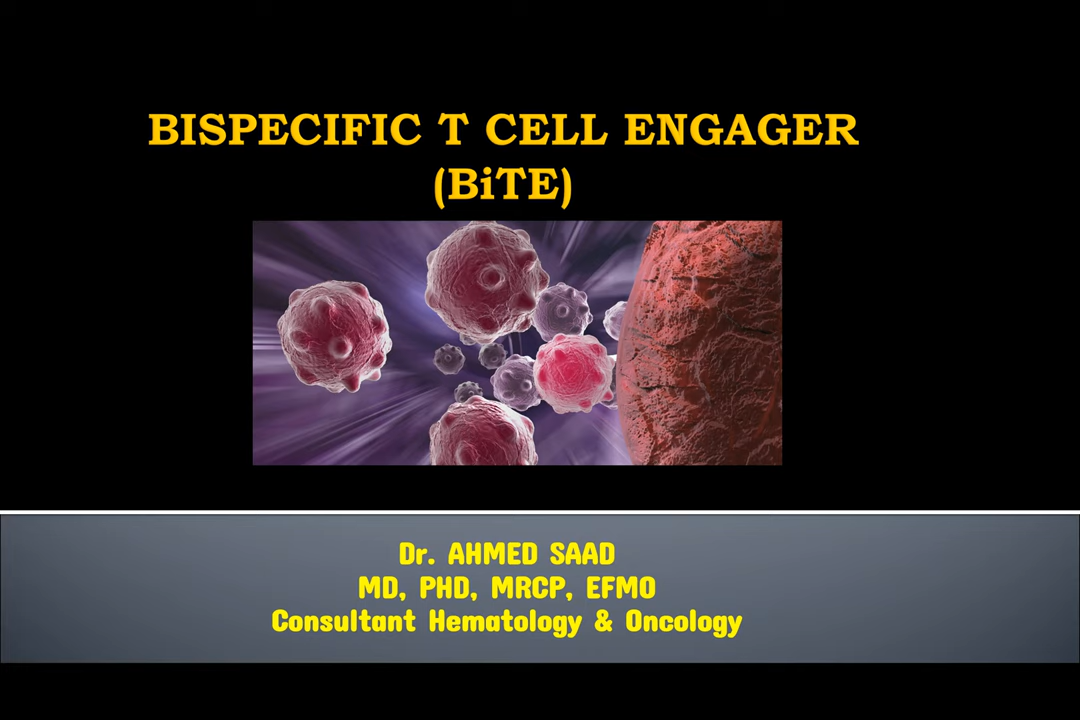 BISPECIFIC T CELL ENGAGER
(BiTE)
Dr. AHMED SAAD
MD, PHD, MRCP, EFMO
Consultant Hematology & Oncology